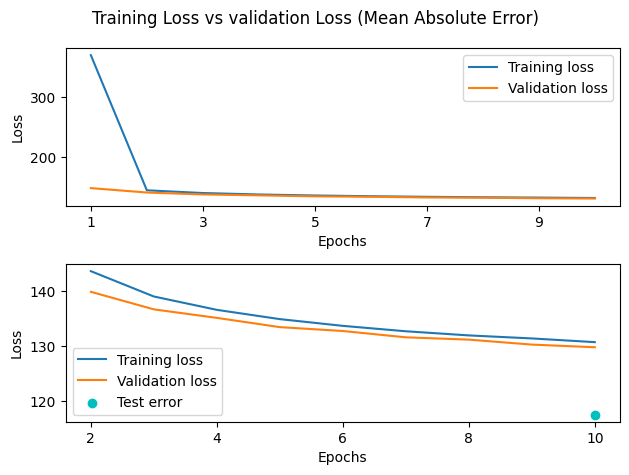 Training Loss vs validation Loss (Mean Absolute Error)
Training loss
Validation loss
Loss
300
200
1 3 5 7 9
Epochs
Loss
140
130
120
Training loss
Validation loss
Test error
2 4 6 8 10
Epochs